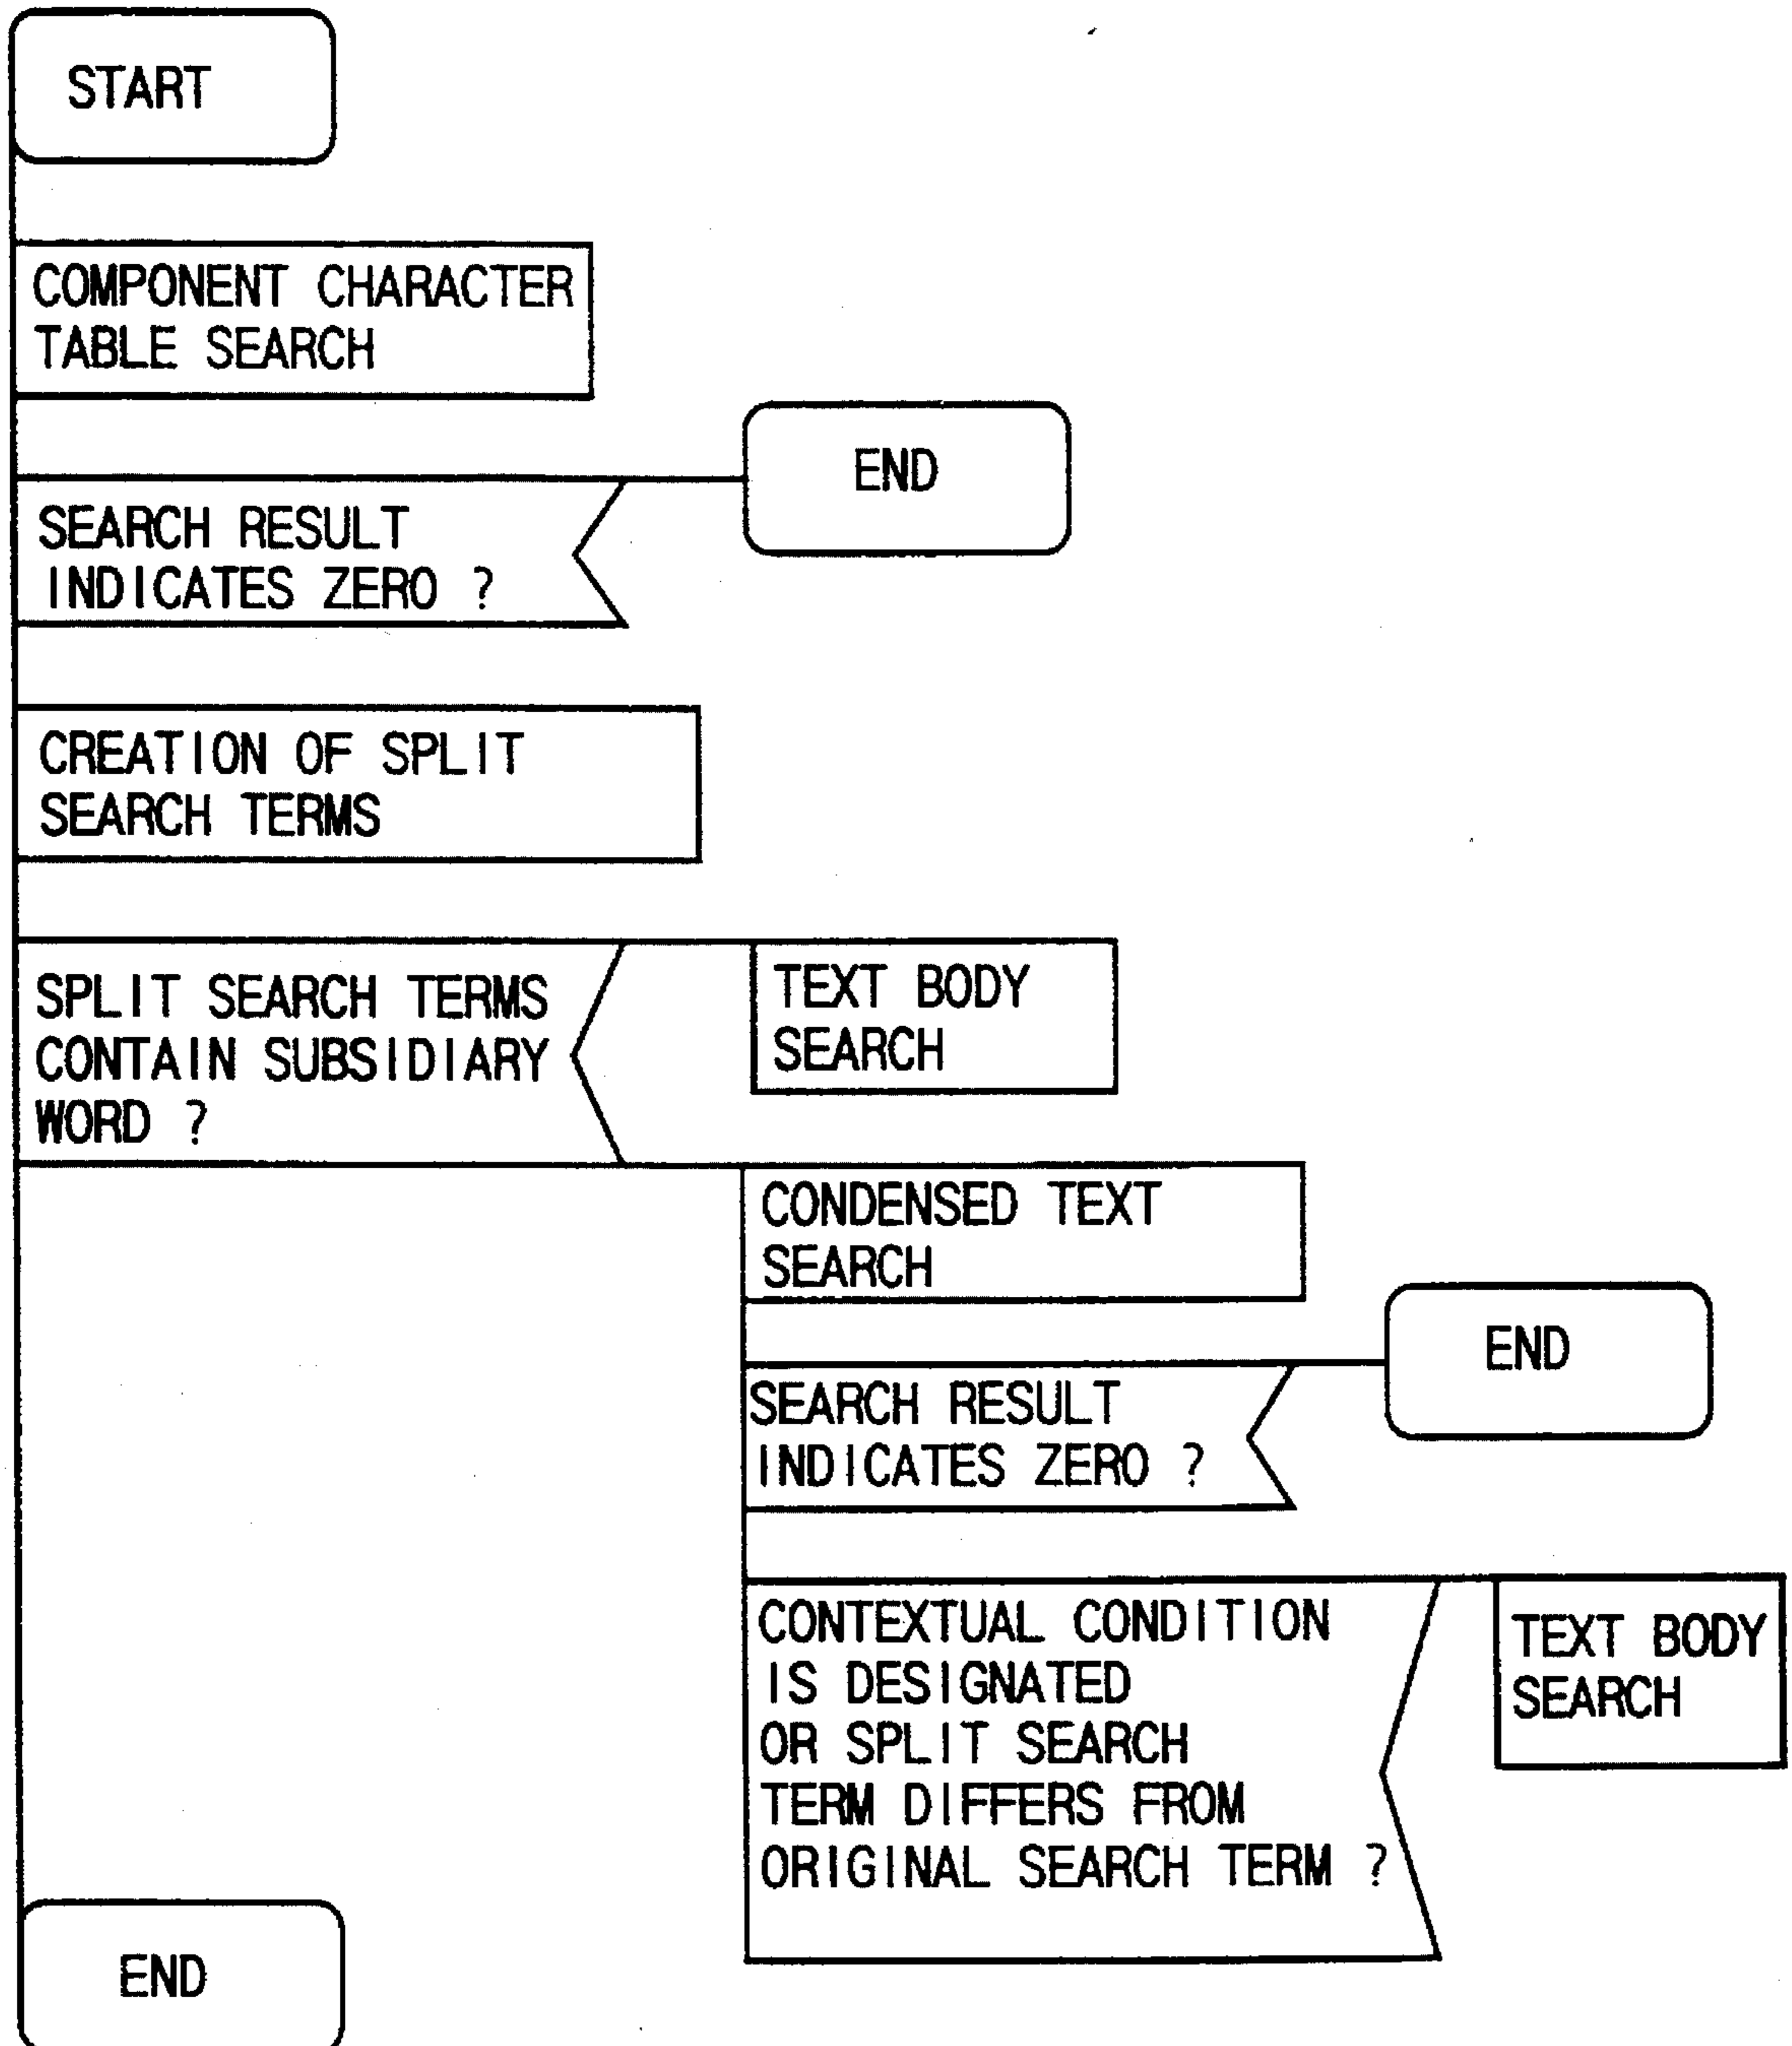 START
COMPONENT CHARACTER
TABLE SEARCH
END
SEARCH RESULT
INDICATES ZERO ?
CREATION OF SPLIT
SEARCH TERMS
SPLIT SEARCH TERMS
CONTAIN SUBSIDIARY
WORD ?
TEXT BODY
SEARCH
CONDENSED TEXT
SEARCH
END
SEARCH RESULT
INDICATES ZERO ?
CONTEXTUAL CONDITION
IS DESIGNATED
OR SPLIT SEARCH
TERM DIFFERS FROM
ORIGINAL SEARCH TERM ?
TEXT BODY
SEARCH
END